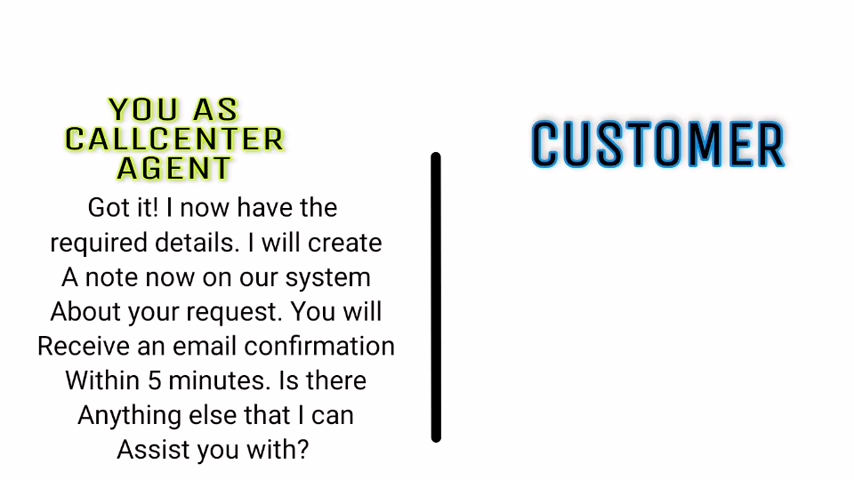 YOU AS
CALLCENTER
AGENT
Got it! I now have the
required details. I will create
A note now on our system
About your request. You will
Receive an email confirmation
Within 5 minutes. Is there
Anything else that I can
Assist you with?
CUSTOMER